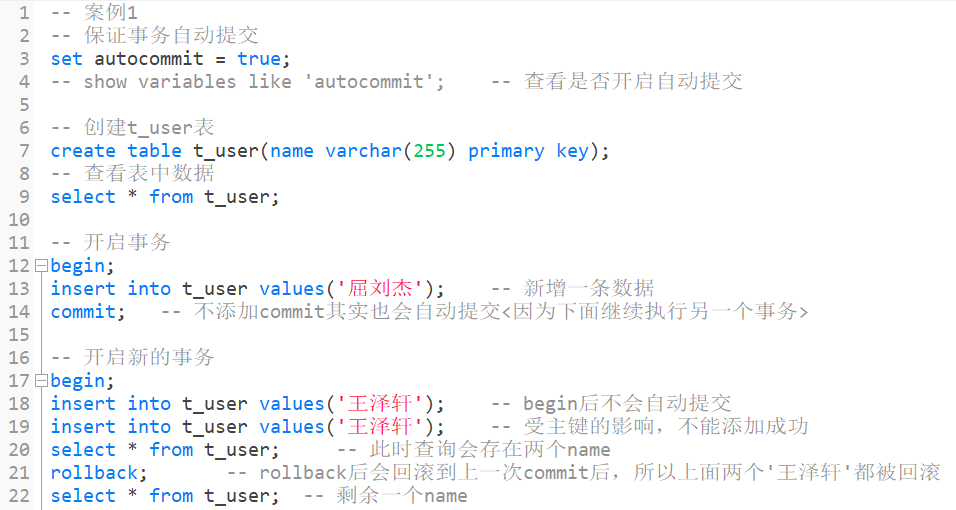 1 -- 案例1
2 -- 保证事务自动提交
3 set autocommit = true;
4 -- show variables like 'autocommit'; -- 查看是否开启自动提交
5
6 -- 创建t_user表
7 create table t_user(name varchar(255) primary key);
8 -- 查看表中数据
9 select * from t_user;
10
11 -- 开启事务
12 begin;
13 insert into t_user values('屈刘杰'); -- 新增一条数据
14 commit; -- 不添加commit其实也会自动提交<因为下面继续执行另一个事务>
15
16 -- 开启新的事务
17 begin;
18 insert into t_user values('王泽轩'); -- begin后不会自动提交
19 insert into t_user values('王泽轩'); -- 受主键的影响，不能添加成功
20 select * from t_user; -- 此时查询会存在两个name
21 rollback; -- rollback后会回滚到上一次commit后，所以上面两个'王泽轩'都被回滚
22 select * from t_user; -- 剩余一个name